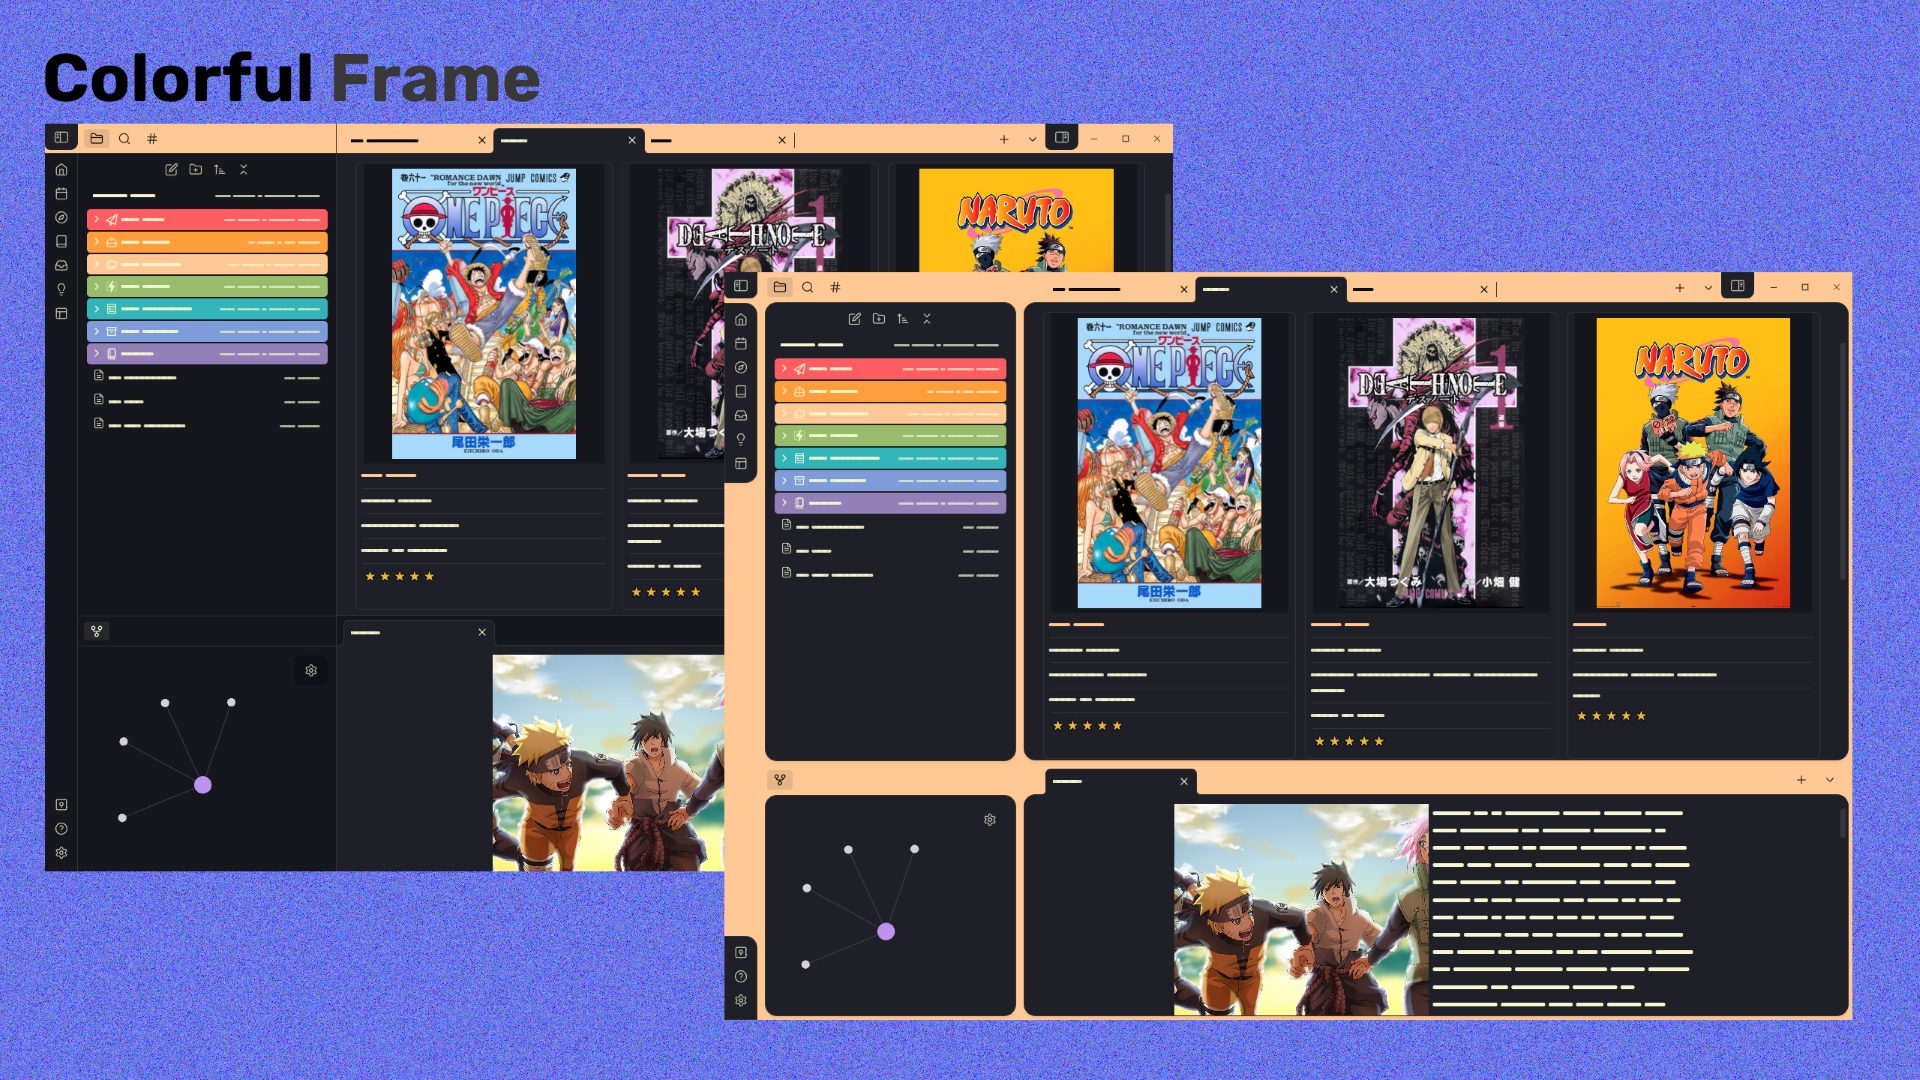 Colorful Frame
巻六十一 "ROMANCE DAWN for the new world" JUMP COMICS
ワンピース
ONE PIECE
尾田栄一郎
EIICHIRO ODA
DEATH NOTE
デスノート
1
原作/大場つぐ
NARUTO
巻六十一 "ROMANCE DAWN for the new world" JUMP COMICS
ワンピース
ONE PIECE
尾田栄一郎
EIICHIRO ODA
DEATH NOTE
デスノート
1
原作/大場つぐみ
小畑 健
JUMP COMICS
NARUTO